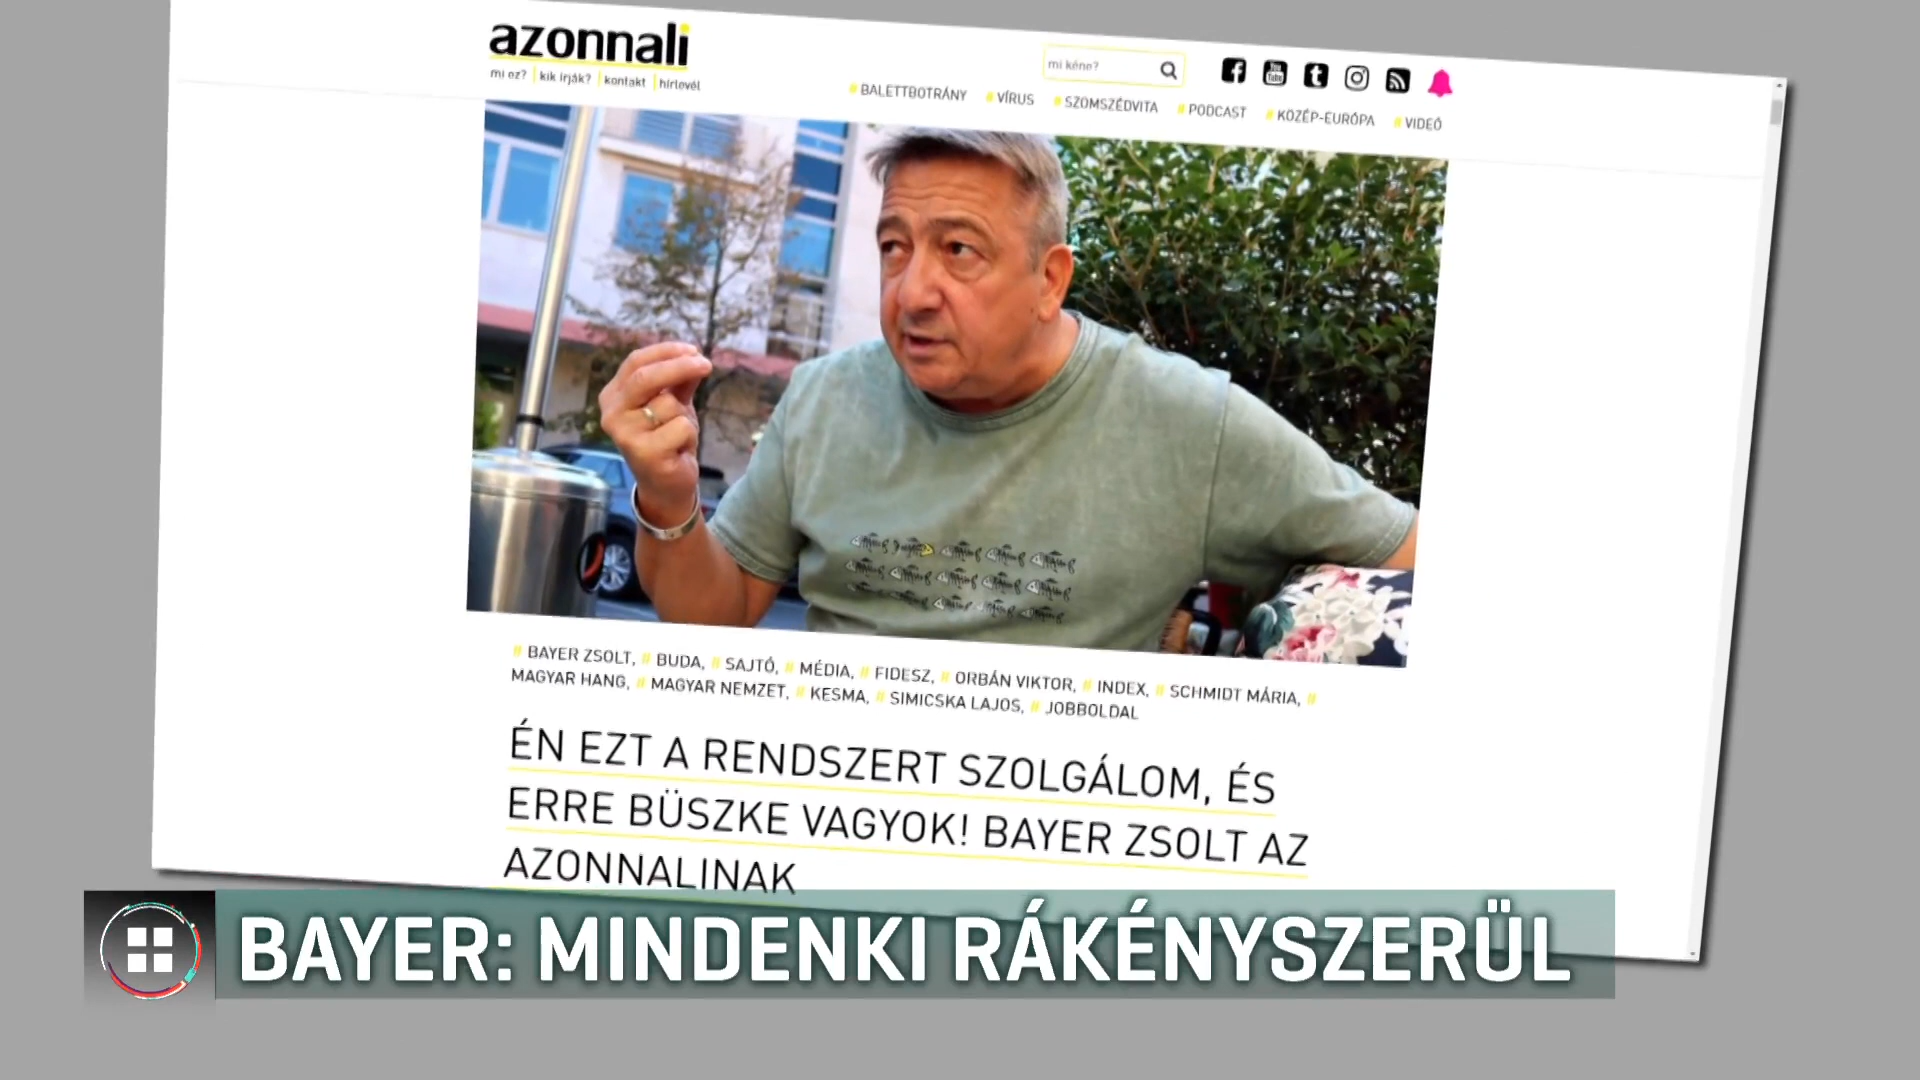 azonnali
mi ez? kik írják? kontakt hírlevél
mi kéne?
# BALETTBOTRÁNY # VÍRUS # SZOMSZÉDVITA # PODCAST # KÖZÉP-EURÓPA # VIDEÓ
# BAYER ZSOLT, # BUDA, # SAJTÓ, # MÉDIA, # FIDESZ, # ORBÁN VIKTOR, # INDEX, # SCHMIDT MÁRIA, #
MAGYAR HANG, # MAGYAR NEMZET, # KESMA, # SIMICSKA LAJOS, # JOBBOLDAL
ÉN EZT A RENDSZERT SZOLGÁLOM, ÉS
ERRE BÜSZKE VAGYOK! BAYER ZSOLT AZ
AZONNALINAK
BAYER: MINDENKI RÁKÉNYSZERÜL